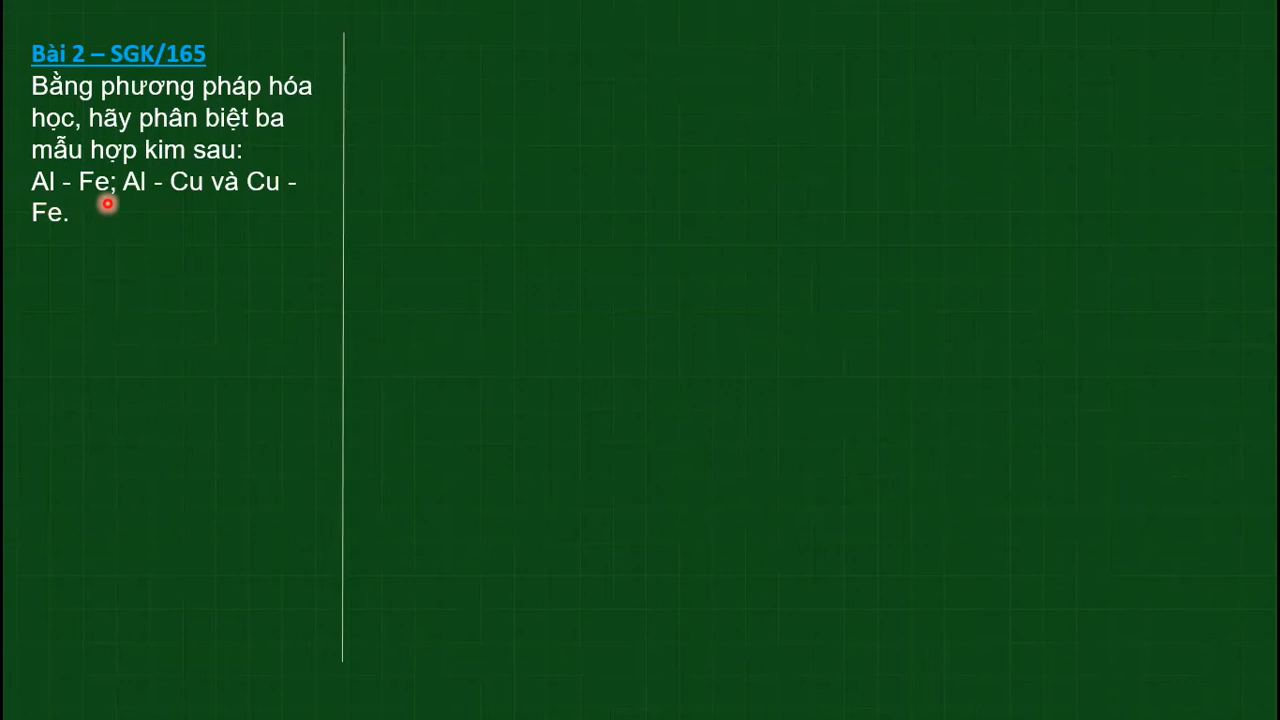 Bài 2 – SGK/165
Bằng phương pháp hóa
học, hãy phân biệt ba
mẫu hợp kim sau:
Al - Fe; Al - Cu và Cu -
Fe.